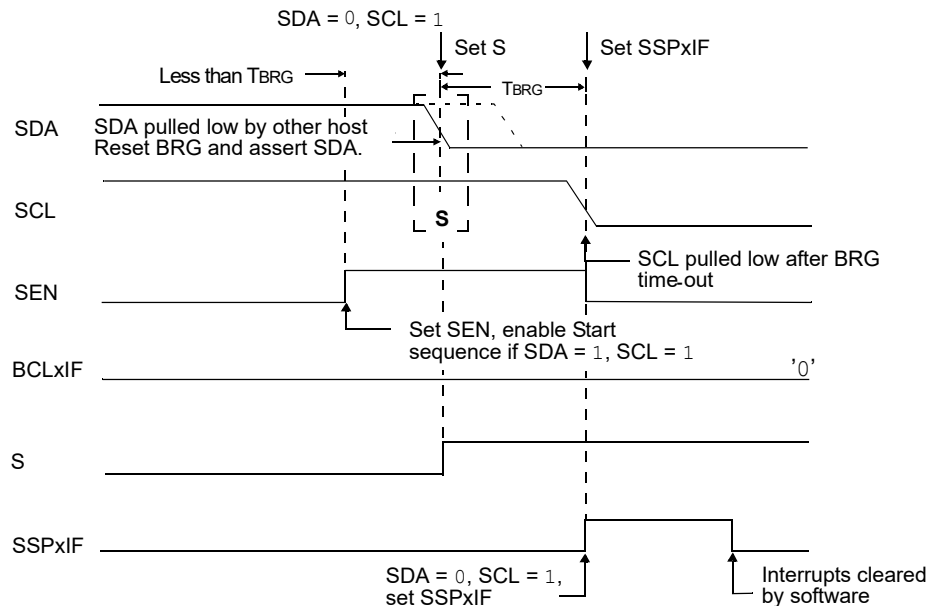 SDA = 0, SCL = 1
Set S
Set SSPxIF
Less than TBRG
TBRG
SDA
SDA pulled low by other host
Reset BRG and assert SDA.
SCL
S
SCL pulled low after BRG
time-out
SEN
Set SEN, enable Start
sequence if SDA = 1, SCL = 1
BCLxIF
'0'
S
SSPxIF
SDA = 0, SCL = 1,
set SSPxIF
Interrupts cleared
by software